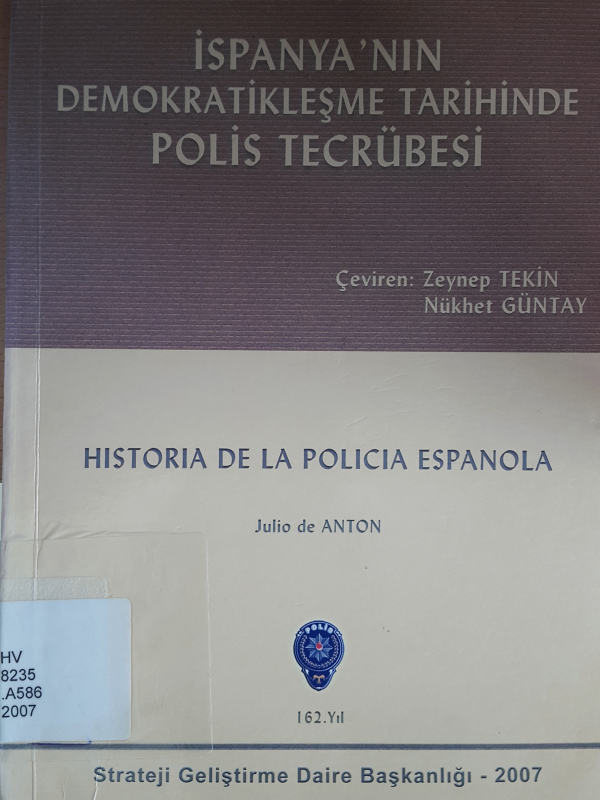 İSPANYA'NIN
DEMOKRATİKLEŞME TARİHİNDE
POLİS TECRÜBESİ
Çeviren: Zeynep TEKİN
Nükhet GÜNTAY
HISTORIA DE LA POLICIA ESPANOLA
Julio de ANTON
POLİS
162.Yıl
HV
8235
.A586
2007
Strateji Geliştirme Daire Başkanlığı - 2007